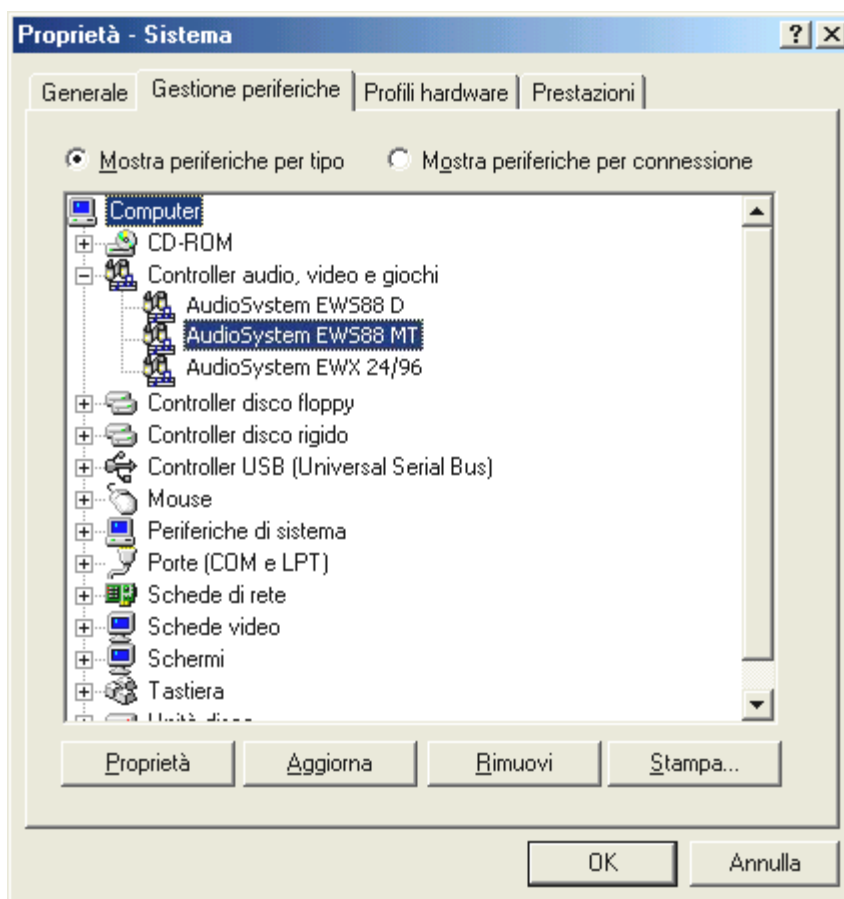 Proprietà - Sistema
Generale Gestione periferiche Profili hardware Prestazioni
Mostra periferiche per tipo Mostra periferiche per connessione
Computer
CD-ROM
Controller audio, video e giochi
AudioSystem EWS88 D
AudioSystem EWS88 MT
AudioSystem EWX 24/96
Controller disco floppy
Controller disco rigido
Controller USB (Universal Serial Bus)
Mouse
Periferiche di sistema
Porte (COM e LPT)
Schede di rete
Schede video
Schermi
Tastiera
Unità disco
Proprietà Aggiorna Rimuovi Stampa...
OK Annulla